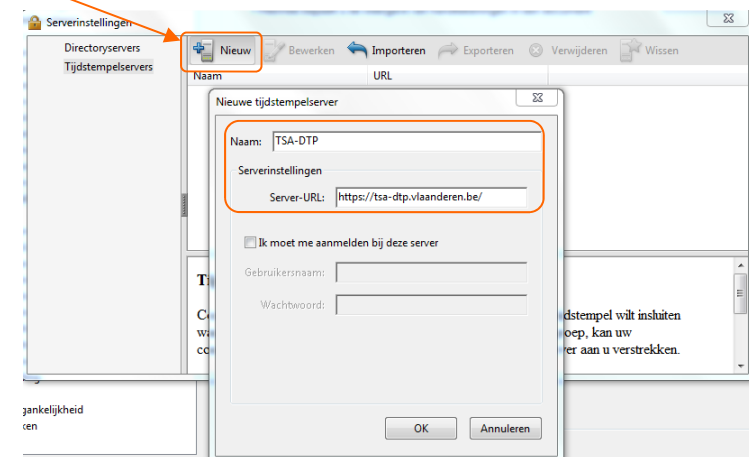 Serverinstellingen
Directoryservers
Tijdstempelservers
Nieuw Bewerken Importeren Exporteren Verwijderen Wissen
Naam URL
Nieuwe tijdstempelserver
Naam: TSA-DTP
Serverinstellingen
Server-URL: https://tsa-dtp.vlaanderen.be/
Ik moet me aanmelden bij deze server
Gebruikersnaam:
Wachtwoord:
dstempel wilt insluiten
oep, kan uw
er aan u verstrekken.
gankelijkheid
ken
OK Annuleren